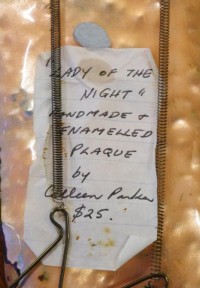 "LADY OF THE
NIGHT"
HANDMADE &
ENAMELLED
PLAQUE
by
Colleen Parker
$25.